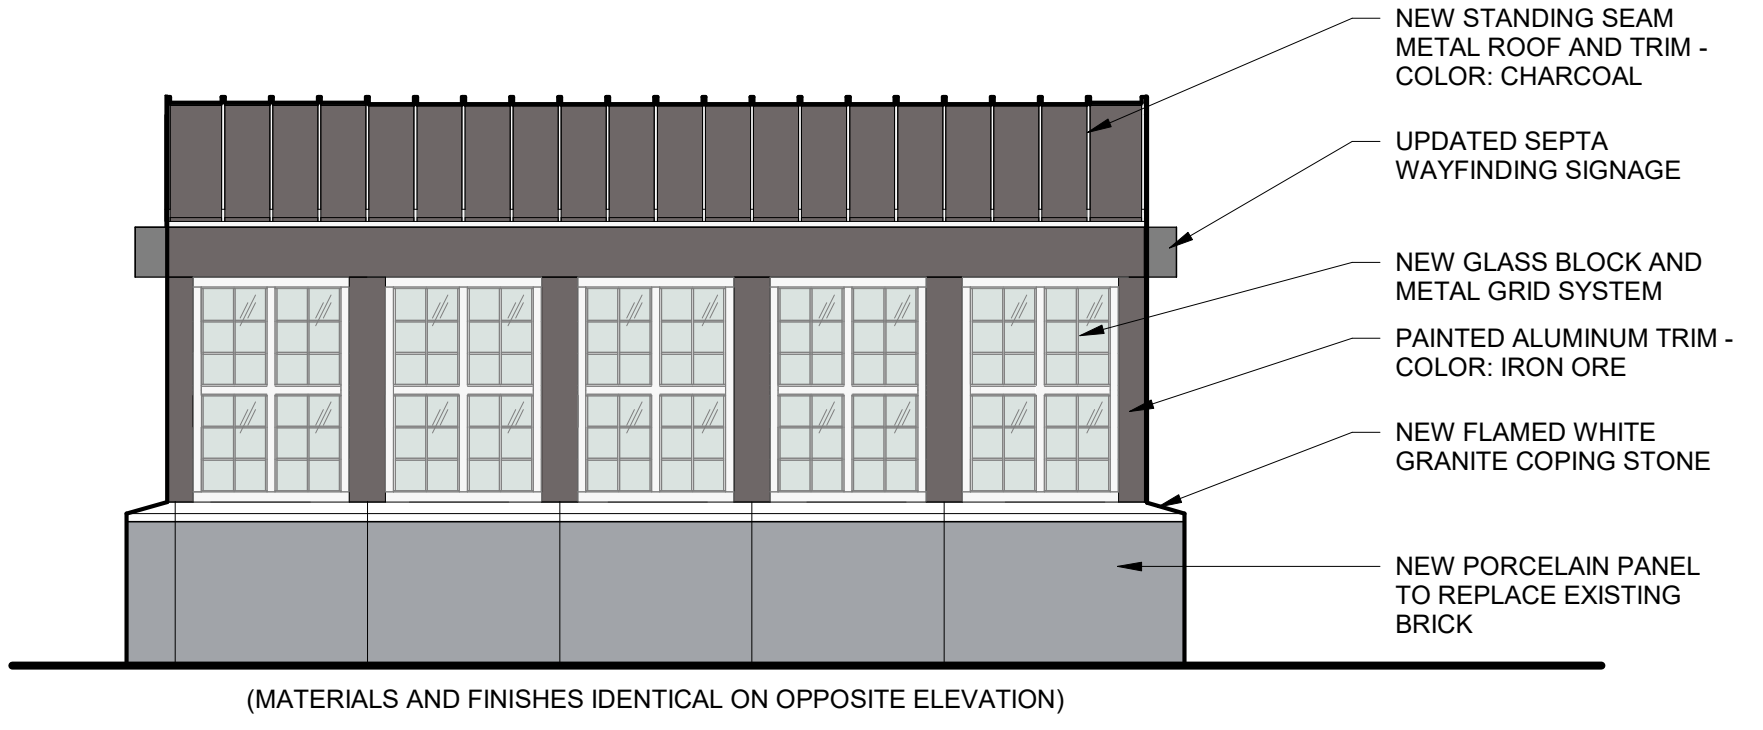 NEW STANDING SEAM
METAL ROOF AND TRIM -
COLOR: CHARCOAL
UPDATED SEPTA
WAYFINDING SIGNAGE
NEW GLASS BLOCK AND
METAL GRID SYSTEM
PAINTED ALUMINUM TRIM -
COLOR: IRON ORE
NEW FLAMED WHITE
GRANITE COPING STONE
NEW PORCELAIN PANEL
TO REPLACE EXISTING
BRICK
(MATERIALS AND FINISHES IDENTICAL ON OPPOSITE ELEVATION)